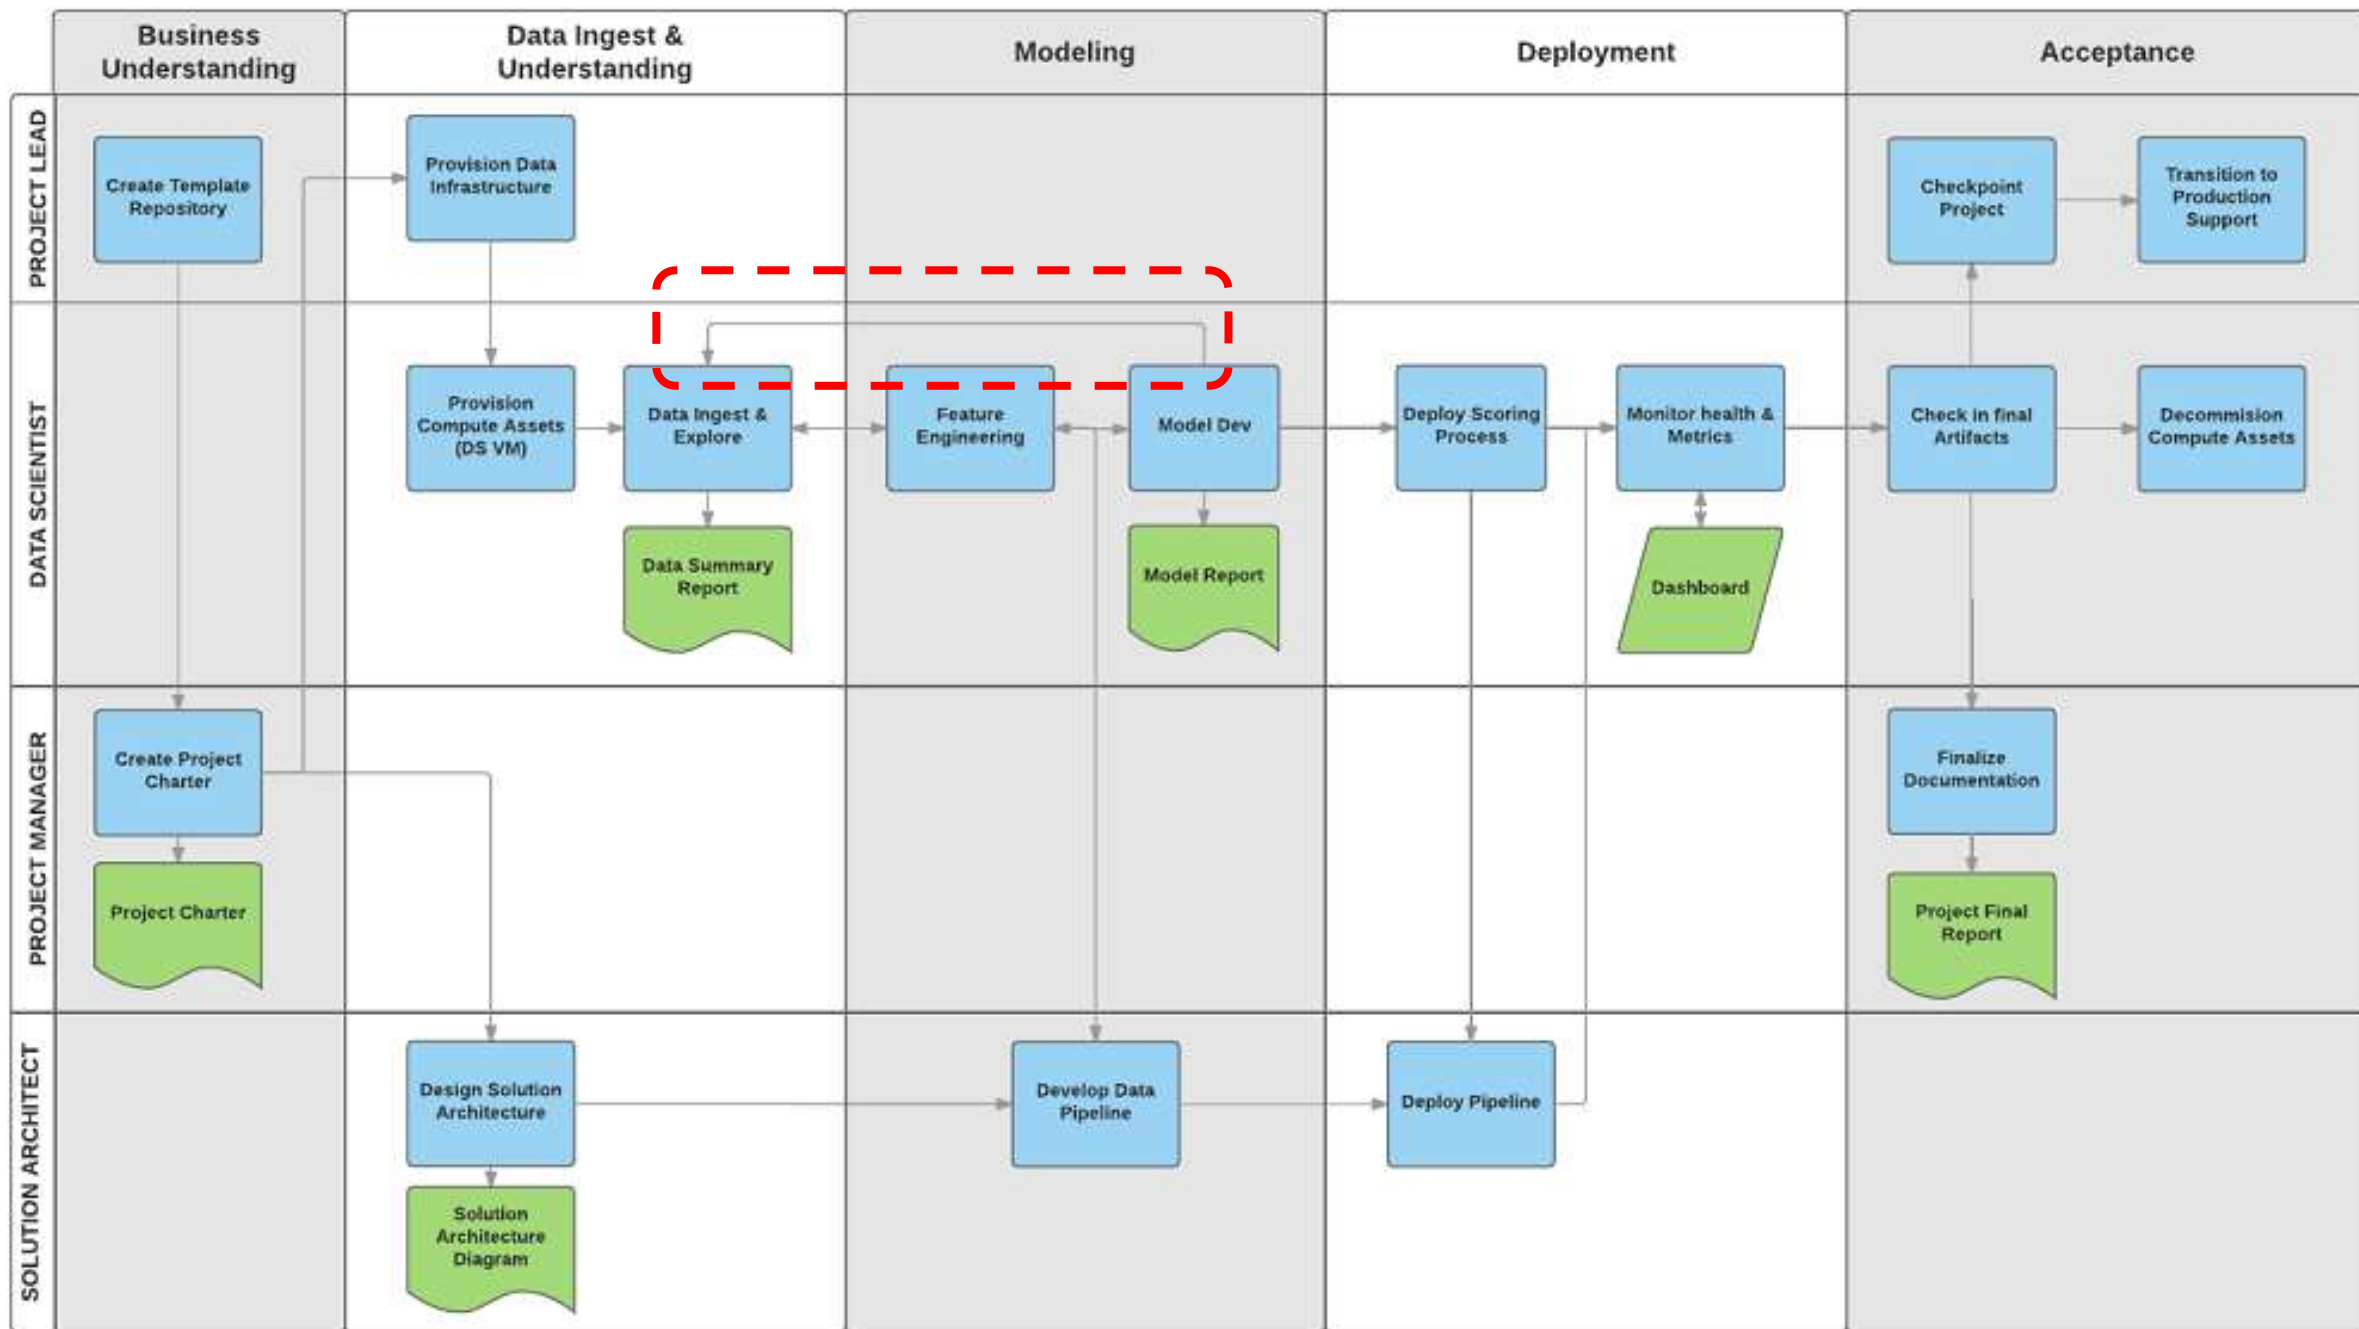 Business
Understanding
Data Ingest &
Understanding
Modeling
Deployment
Acceptance
PROJECT LEAD
Create Template
Repository
Provision Data
Infrastructure
Checkpoint
Project
Transition to
Production
Support
DATA SCIENTIST
Provision
Compute Assets
(DS VM)
Data Ingest &
Explore
Feature
Engineering
Model Dev
Deploy Scoring
Process
Monitor health &
Metrics
Check in final
Artifacts
Decommision
Compute Assets
Data Summary
Report
Model Report
Dashboard
PROJECT MANAGER
Create Project
Charter
Finalize
Documentation
Project Charter
Project Final
Report
SOLUTION ARCHITECT
Design Solution
Architecture
Develop Data
Pipeline
Deploy Pipeline
Solution
Architecture
Diagram